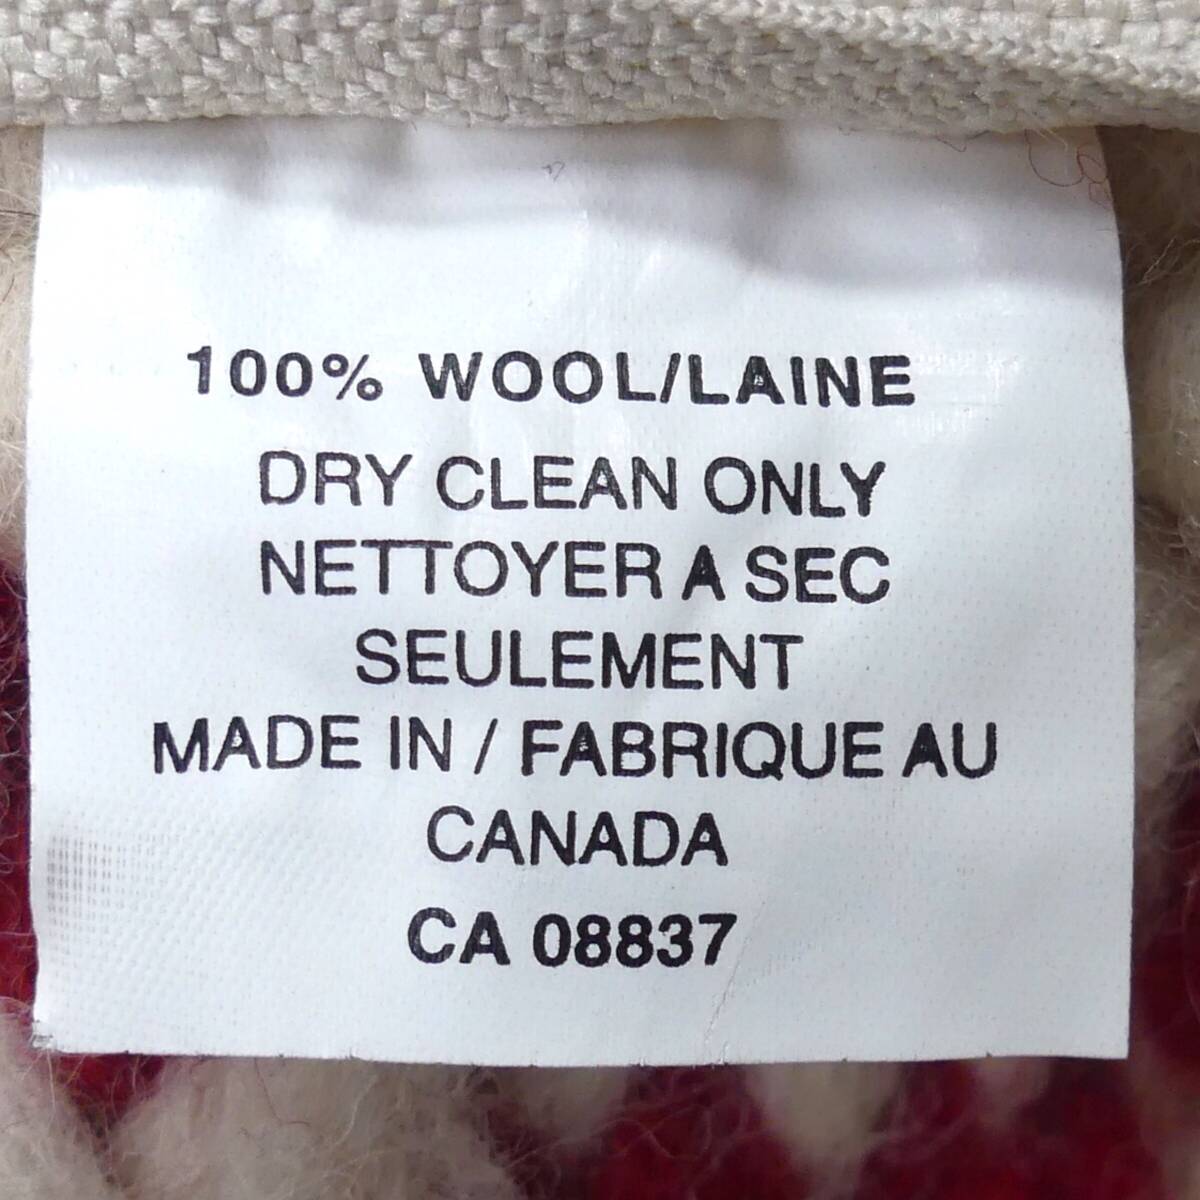 100% WOOL/LAINE
DRY CLEAN ONLY
NETTOYER A SEC
SEULEMENT
MADE IN / FABRIQUE AU
CANADA
CA 08837